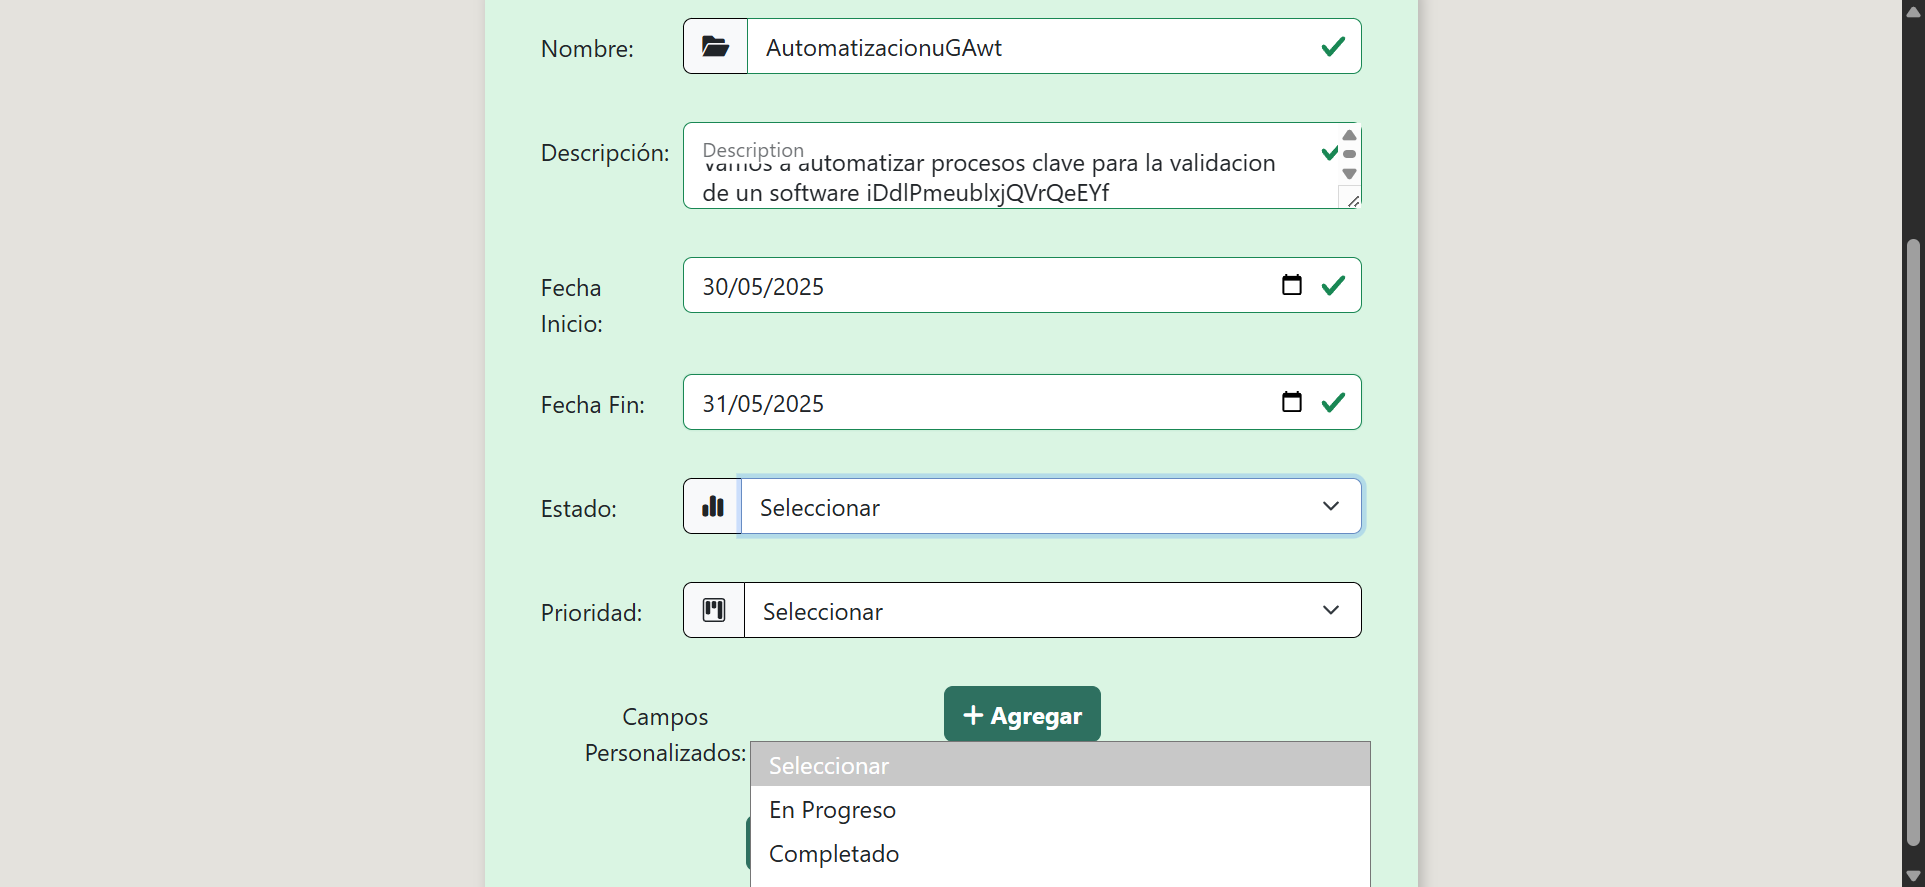 Nombre:
AutomatizacionuGAwt
Descripción:
Description
Vamos a automatizar procesos clave para la validacion
de un software iDdlPmeublxjQVrQeEYf
Fecha
Inicio:
30/05/2025
Fecha Fin:
31/05/2025
Estado:
Seleccionar
Prioridad:
Seleccionar
Campos
Personalizados:
+ Agregar
Seleccionar
En Progreso
Completado